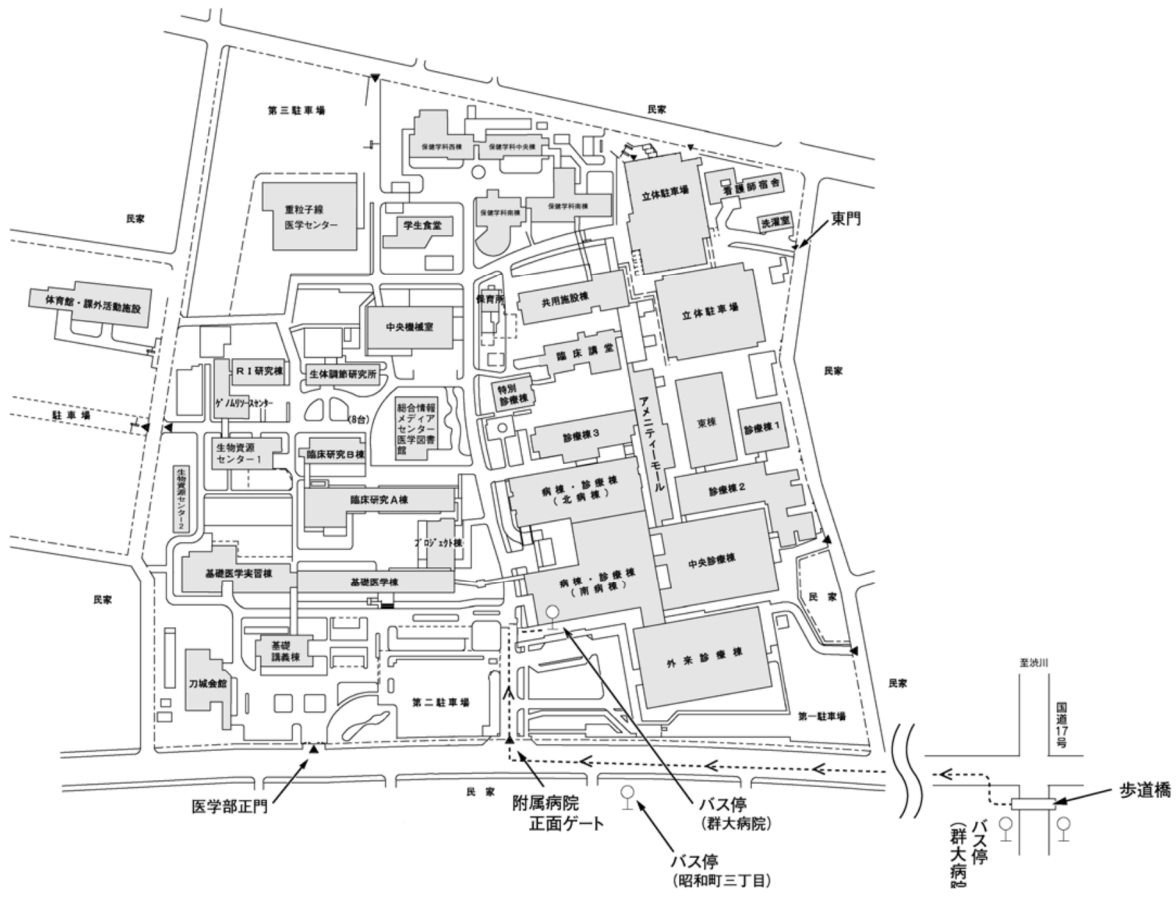 民家
第三駐車場
保健学科西棟
保健学科中央棟
立体駐車場
看護師宿舎
重粒子線
医学センター
保健学科南棟
保健学科南棟
洗濯室
東門
民家
学生食堂
体育館・課外活動施設
保育所
共用施設棟
立体駐車場
中央機械室
臨床講堂
RI研究棟
生体調節研究所
民家
特別
診療棟
アメニティーモール
東棟
ゲノムリソースセンター
(8台)
総合情報
メディア
センター
医学図書
館
駐車場
診療棟1
診療棟3
生物資源
センター1
臨床研究B棟
病棟・診療棟
(北病棟)
診療棟2
生物資源センター2
臨床研究A棟
プロジェクト棟
中央診療棟
基礎医学実習棟
基礎医学棟
病棟・診療棟
(南病棟)
民家
民家
基礎
講義棟
外来診療棟
至渋川
刀城会館
民家
第二駐車場
第一駐車場
国道17号
民家
医学部正門
附属病院
正面ゲート
バス停
(群大病院)
歩道橋
バス停
(群大病院
バス停
(昭和町三丁目)